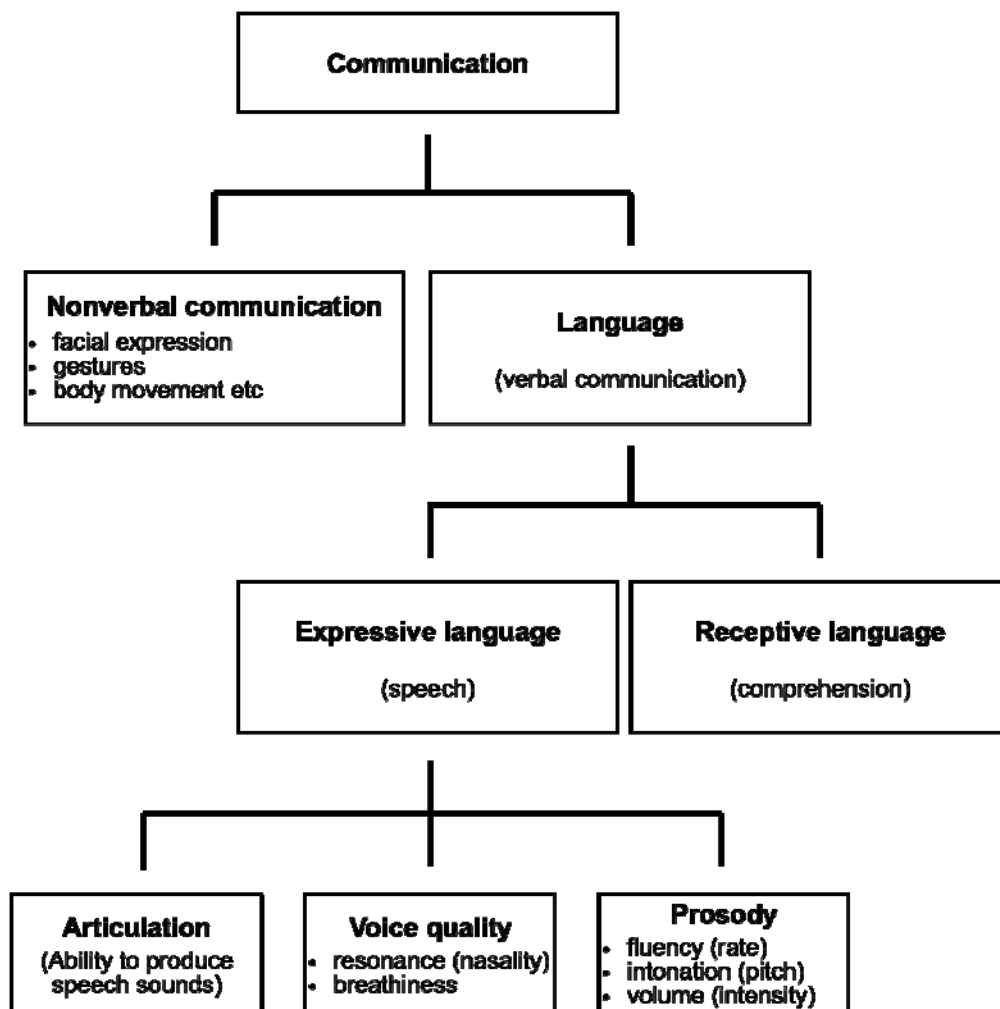 Communication
Nonverbal communication
• facial expression
• gestures
• body movement etc
Language
(verbal communication)
Expressive language
(speech)
Receptive language
(comprehension)
Articulation
(Ability to produce
speech sounds)
Voice quality
• resonance (nasality)
• breathiness
Prosody
• fluency (rate)
• intonation (pitch)
• volume (intensity)